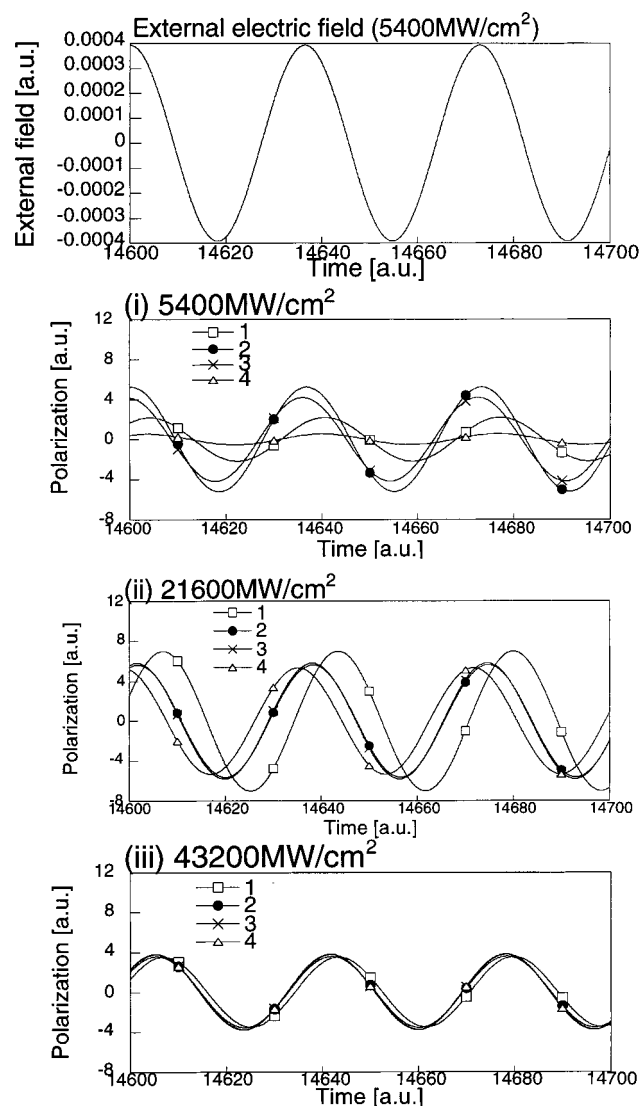 External electric field (5400MW/cm²)
External field [a.u.]
0.0004
0.0003
0.0002
0.0001
0
-0.0001
-0.0002
-0.0003
-0.0004
14600 14620 14640 14660 14680 14700
Time [a.u.]
(i) 5400MW/cm²
Polarization [a.u.]
12
8
4
0
-4
-8
1
2
3
4
14600 14620 14640 14660 14680 14700
Time [a.u.]
(ii) 21600MW/cm²
Polarization [a.u.]
12
8
4
0
-4
-8
1
2
3
4
14600 14620 14640 14660 14680 14700
Time [a.u.]
(iii) 43200MW/cm²
Polarization [a.u.]
12
8
4
0
-4
-8
1
2
3
4
14600 14620 14640 14660 14680 14700
Time [a.u.]